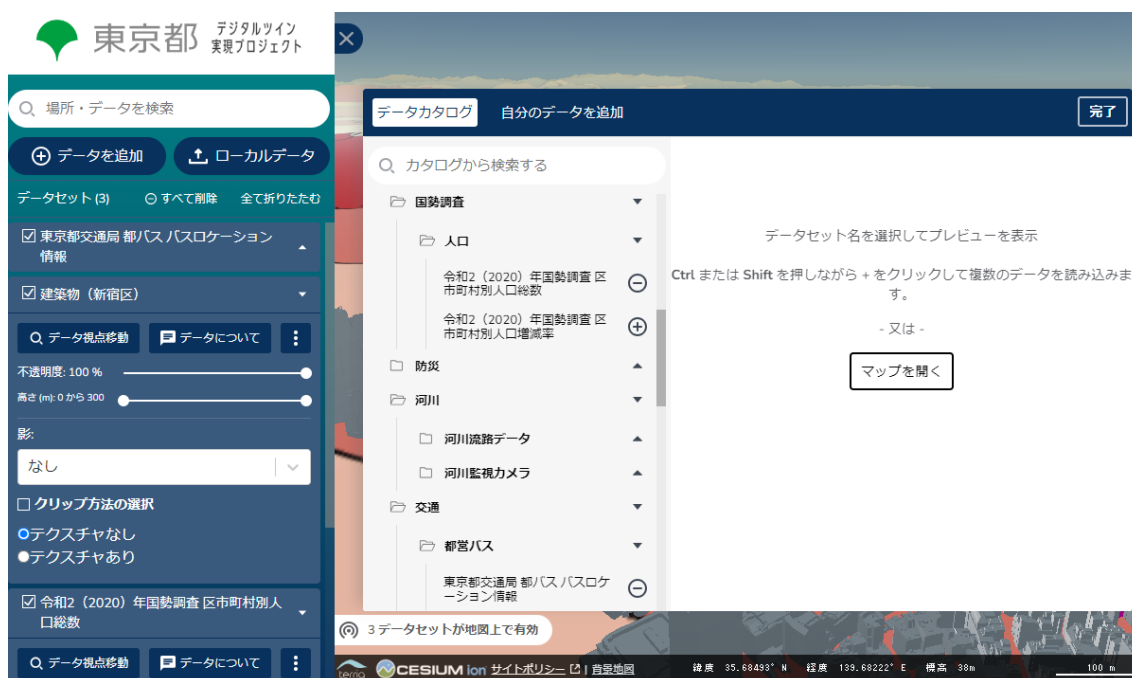 東京都 デジタルツイン
実現プロジェクト
場所・データを検索
データを追加 ローカルデータ
データセット (3) すべて削除 全て折りたたむ
東京都交通局 都バス バスロケーション
情報
建築物（新宿区）
データ視点移動 データについて
不透明度: 100 %
高さ (m): 0 から 300
影:
なし
クリップ方法の選択
テクスチャなし
テクスチャあり
令和2（2020）年国勢調査 区市町村別人
口総数
データ視点移動 データについて
データカタログ 自分のデータを追加 完了
カタログから検索する
国勢調査
人口
令和2（2020）年国勢調査 区
市町村別人口総数
令和2（2020）年国勢調査 区
市町村別人口増減率
防災
河川
河川流路データ
河川監視カメラ
交通
都営バス
東京都交通局 都バス バスロケ
ーション情報
データセット名を選択してプレビューを表示
Ctrl または Shift を押しながら + をクリックして複数のデータを読み込みま
す。
- 又は -
マップを開く
3 データセットが地図上で有効
terria CESIUM ion サイトポリシー | 背景地図 緯度 35.68493° N 経度 139.68222° E 標高 38m 100 m